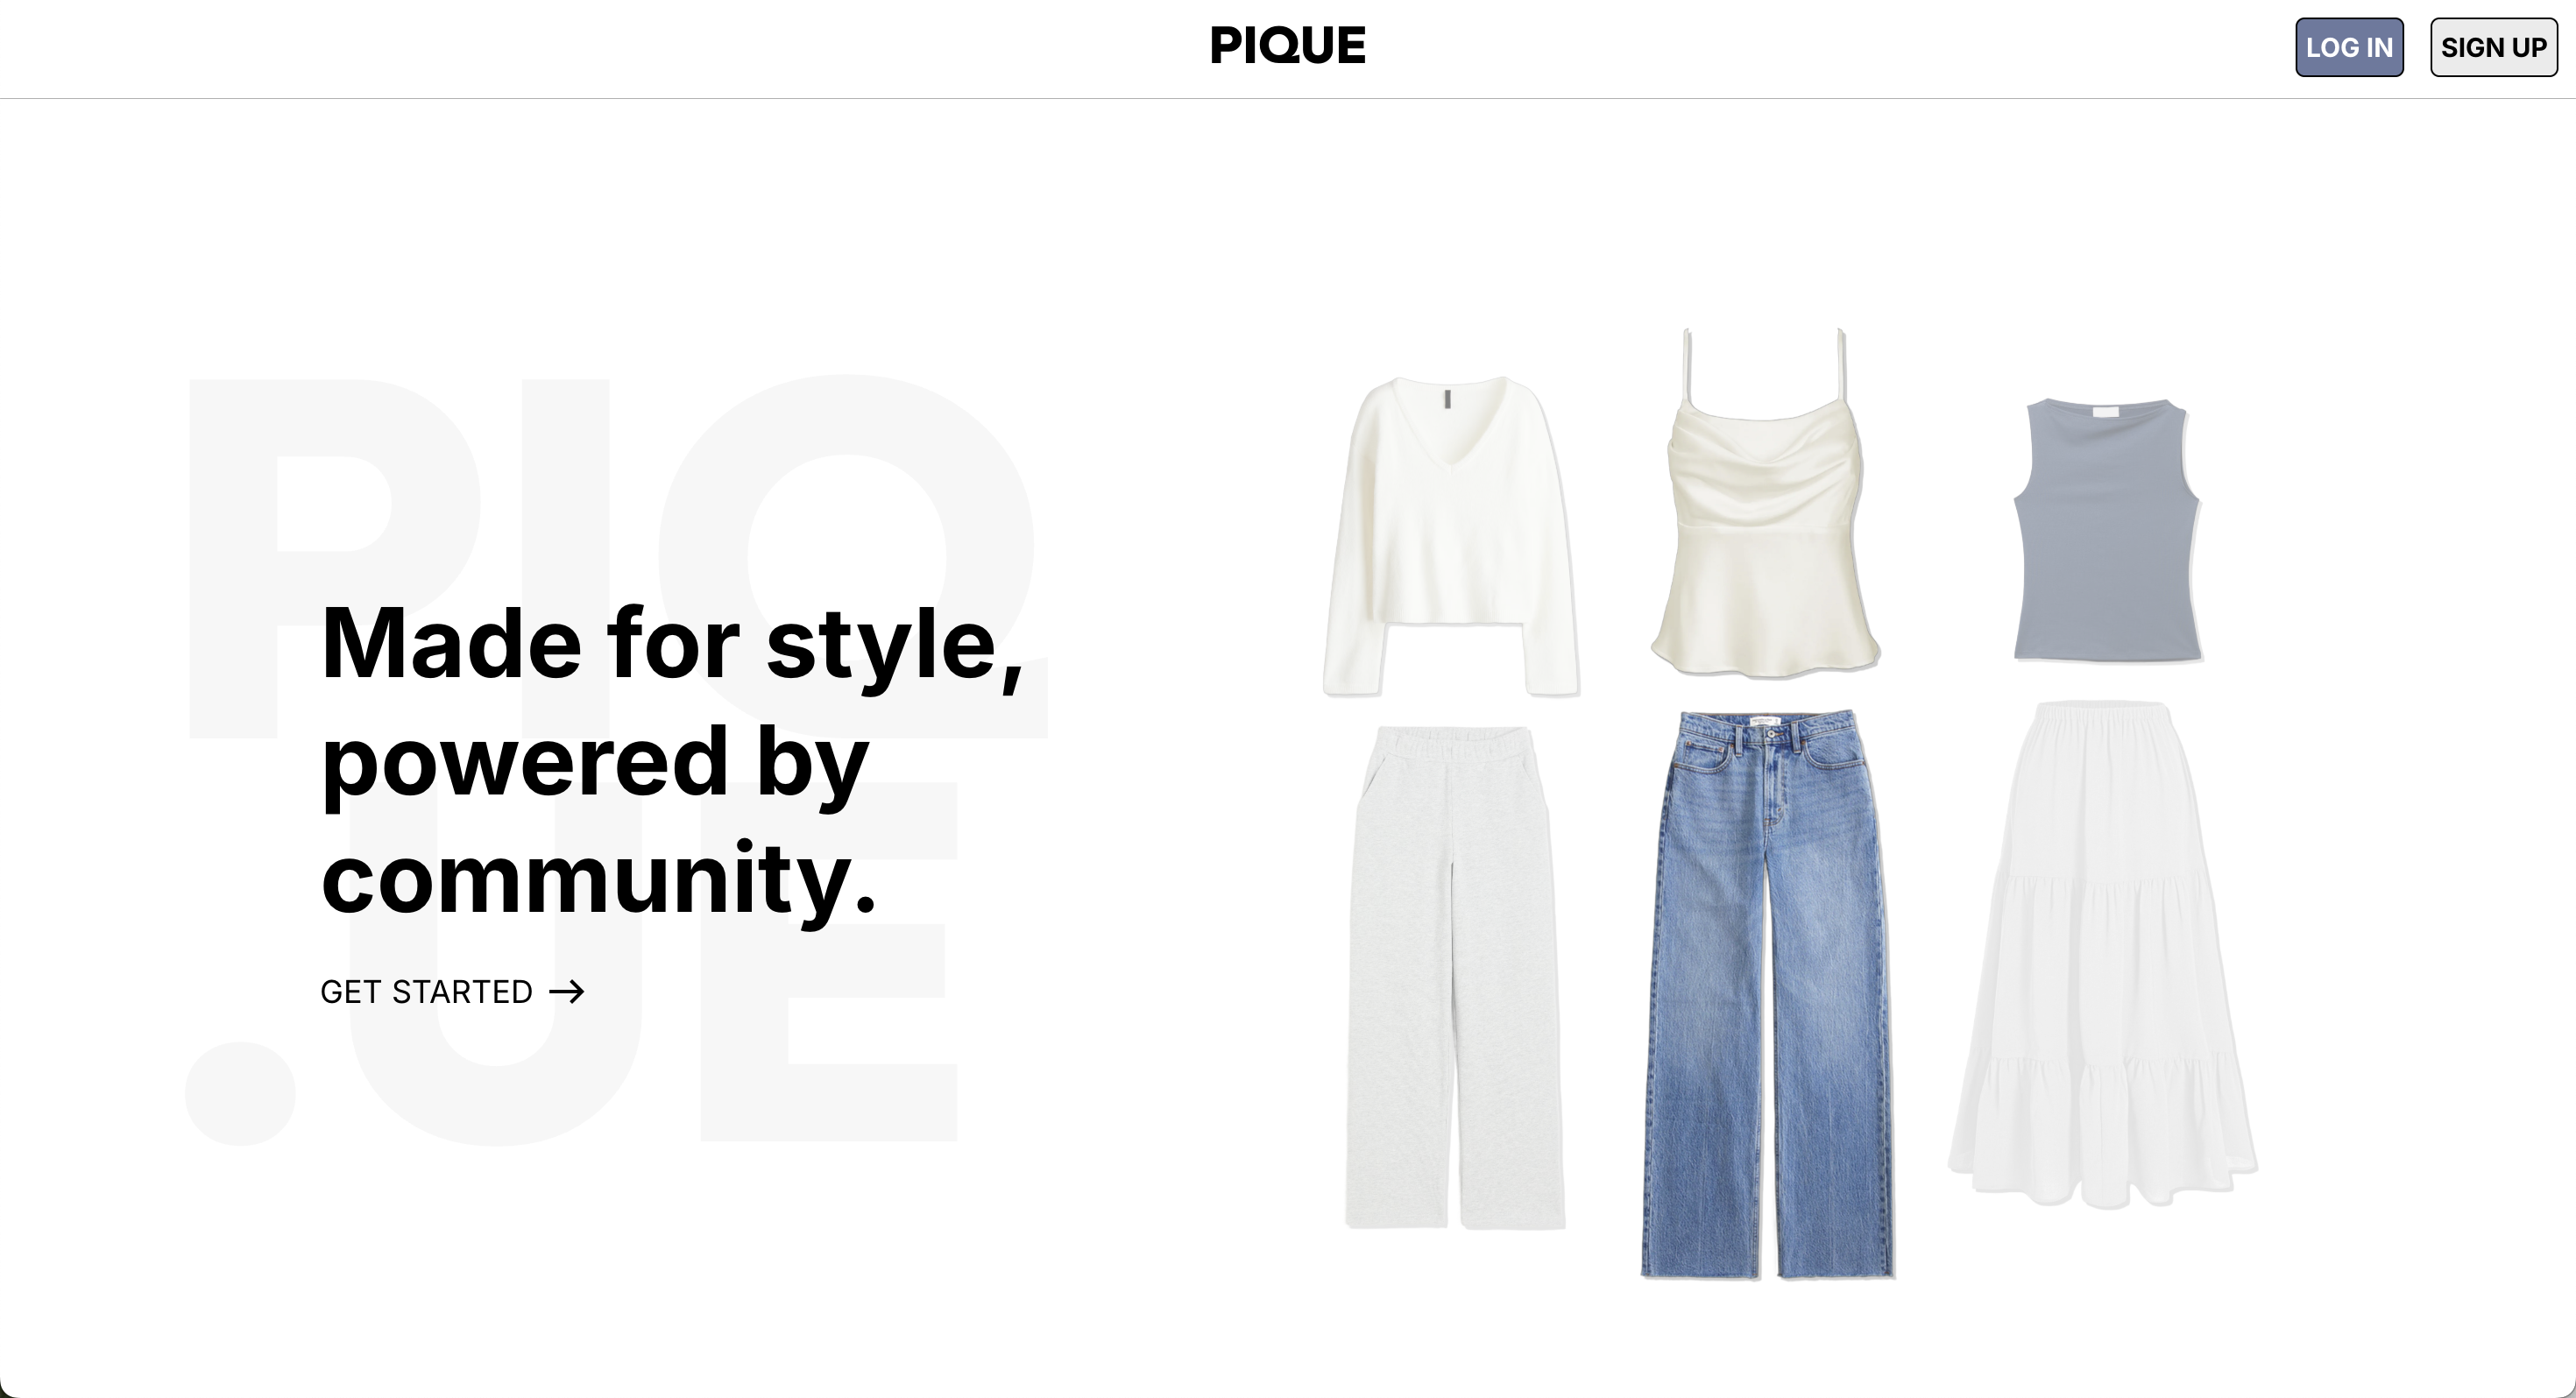 PIQUE
LOG IN
SIGN UP
PIQ
.UE
Made for style,
powered by
community.
GET STARTED →